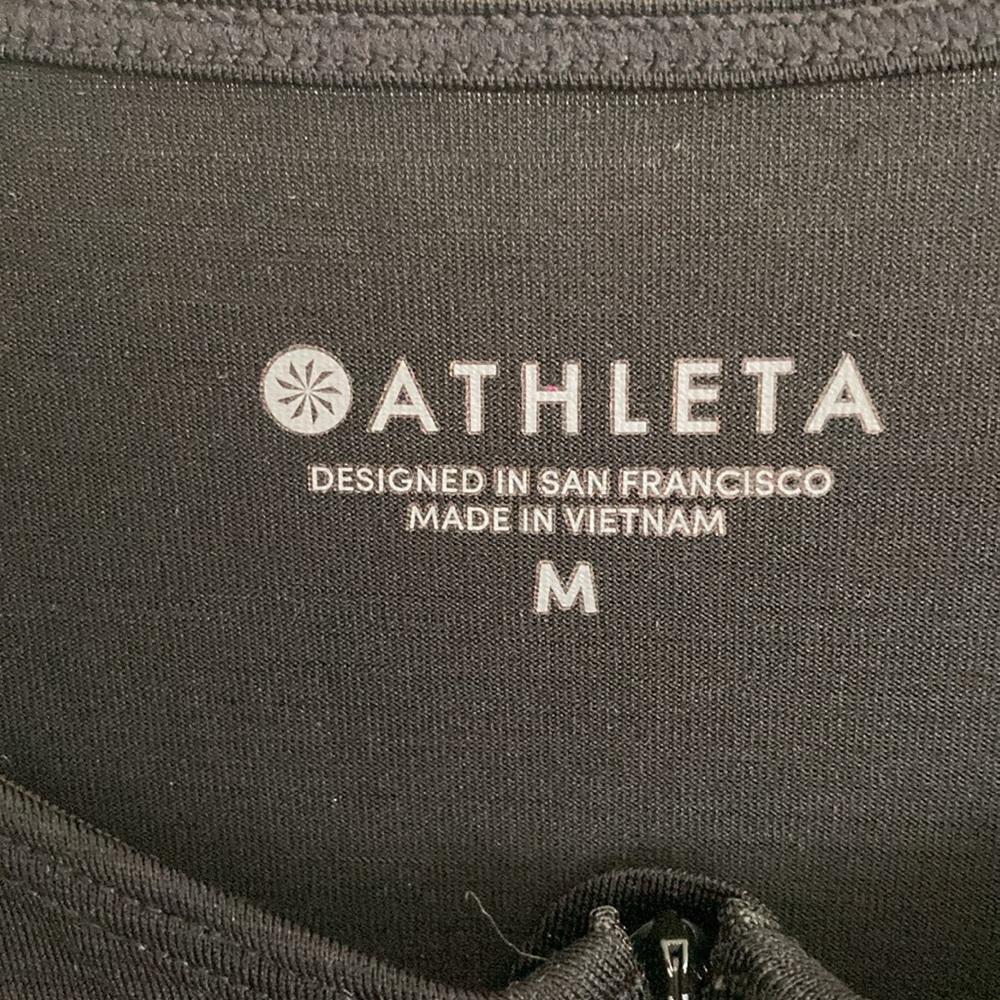 ATHLETA
DESIGNED IN SAN FRANCISCO
MADE IN VIETNAM
M